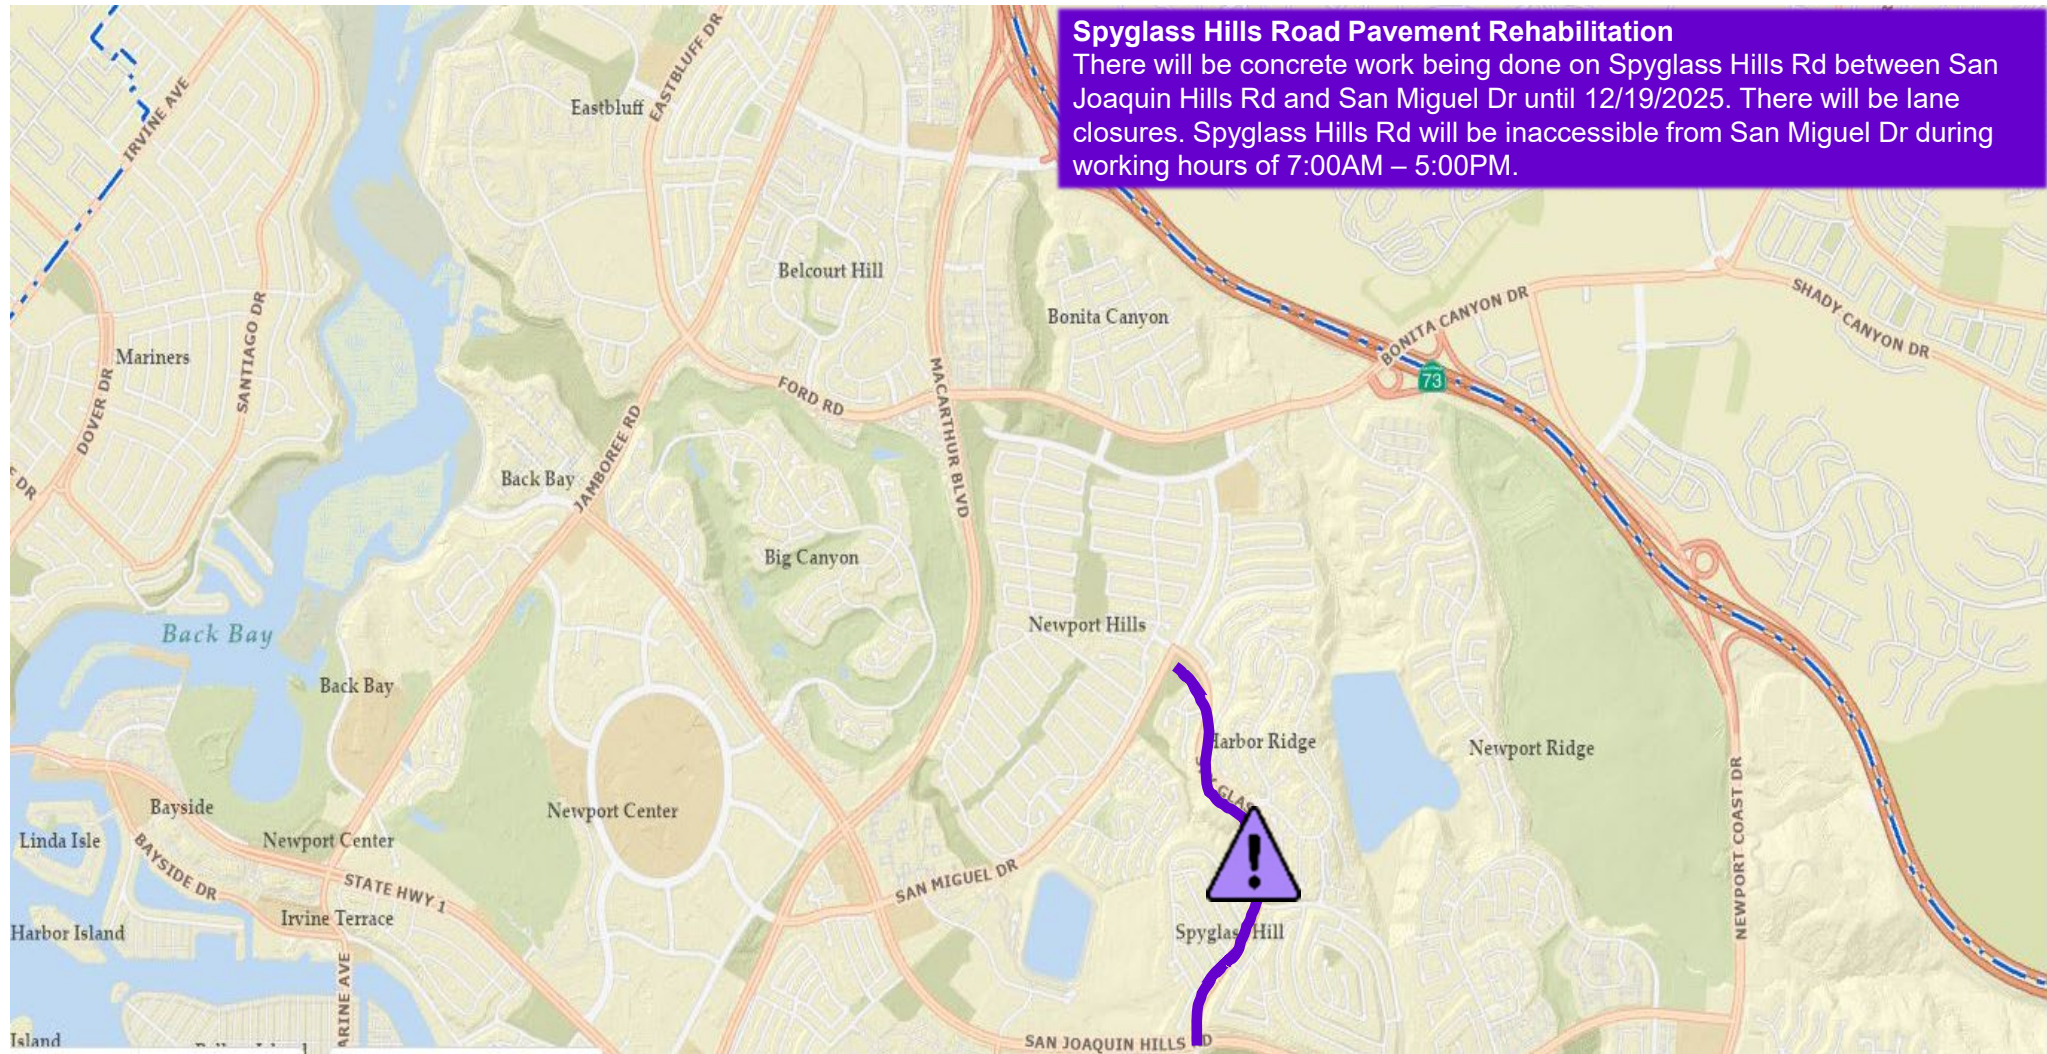 Spyglass Hills Road Pavement Rehabilitation
There will be concrete work being done on Spyglass Hills Rd between San
Joaquin Hills Rd and San Miguel Dr until 12/19/2025. There will be lane
closures. Spyglass Hills Rd will be inaccessible from San Miguel Dr during
working hours of 7:00AM – 5:00PM.
EASTBLUFF DR
Eastbluff
IRVINE AVE
Belcourt Hill
Bonita Canyon
BONITA CANYON DR
SHADY CANYON DR
SANTIAGO DR
Mariners
73
DOVER DR
FORD RD
MACARTHUR BLVD
JAMBOREE RD
Back Bay
DR
Big Canyon
Newport Hills
Back Bay
Back Bay
Harbor Ridge
Newport Ridge
NEWPORT COAST DR
Bayside
Newport Center
Linda Isle
Newport Center
BAYSIDE DR
STATE HWY 1
SAN MIGUEL DR
Irvine Terrace
Harbor Island
Spyglas Hill
ARINE AVE
Island
SAN JOAQUIN HILLS D